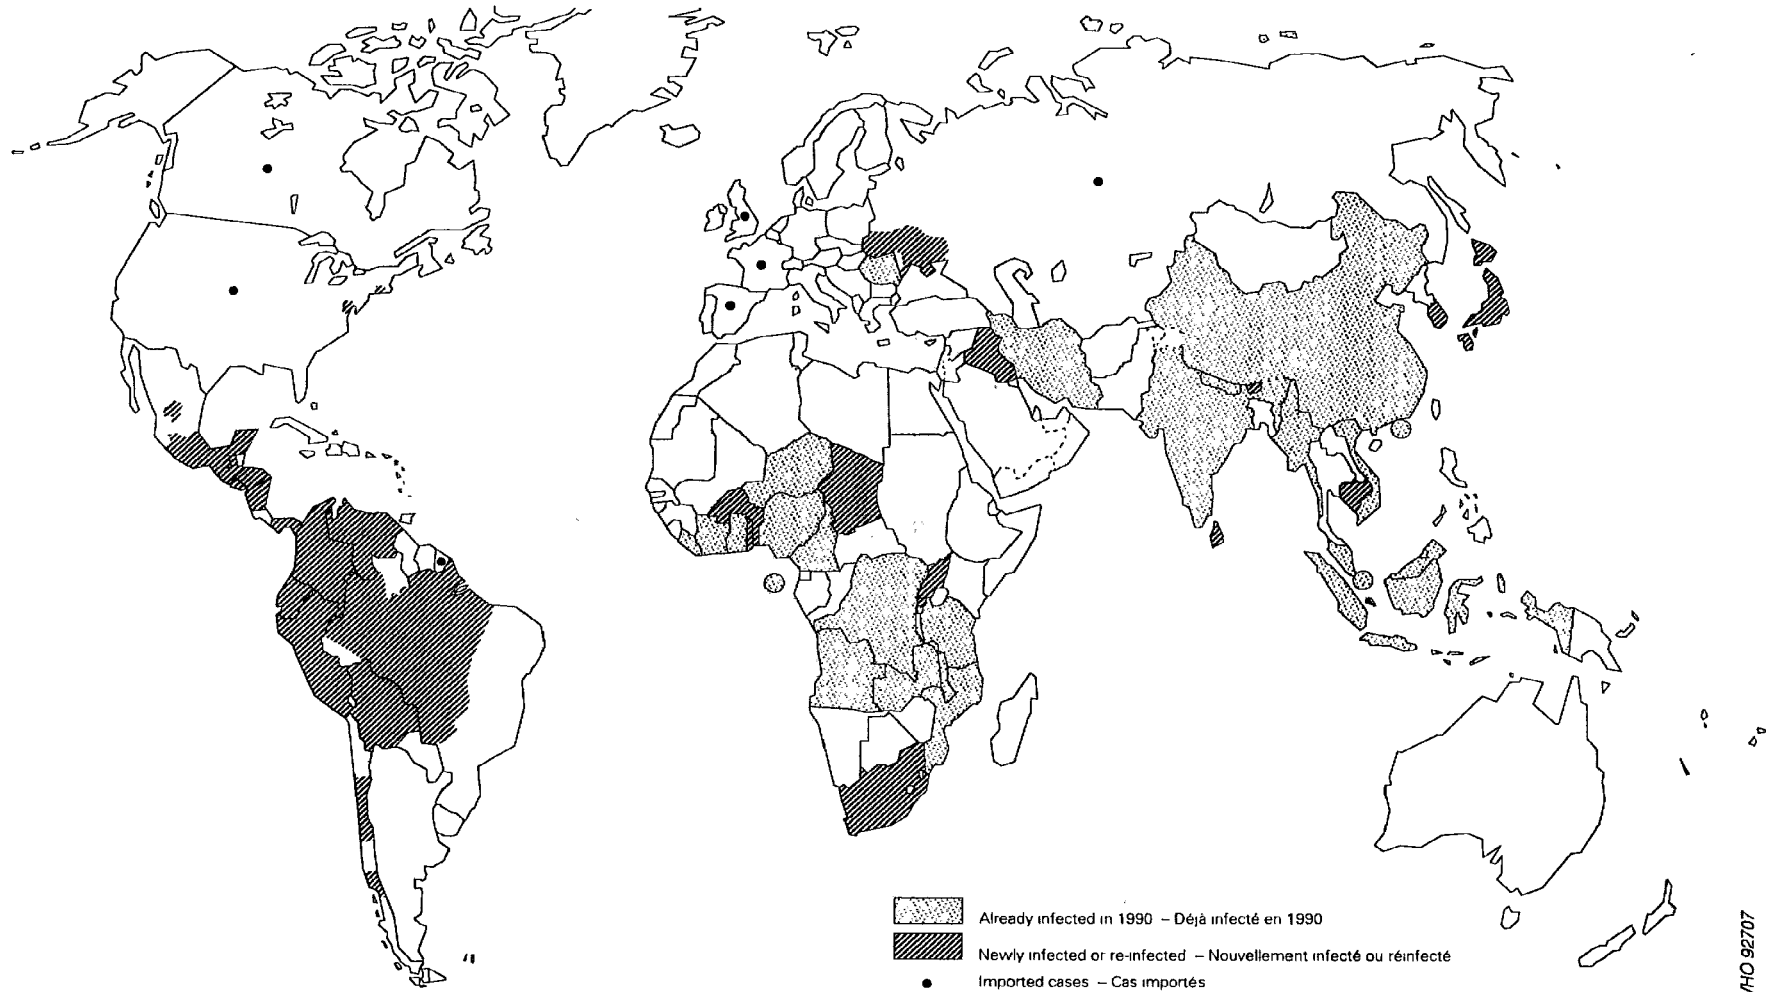 Already infected in 1990 – Déjà infecté en 1990
Newly infected or re-infected – Nouvellement infecté ou réinfecté
Imported cases – Cas importés
WHO 92707